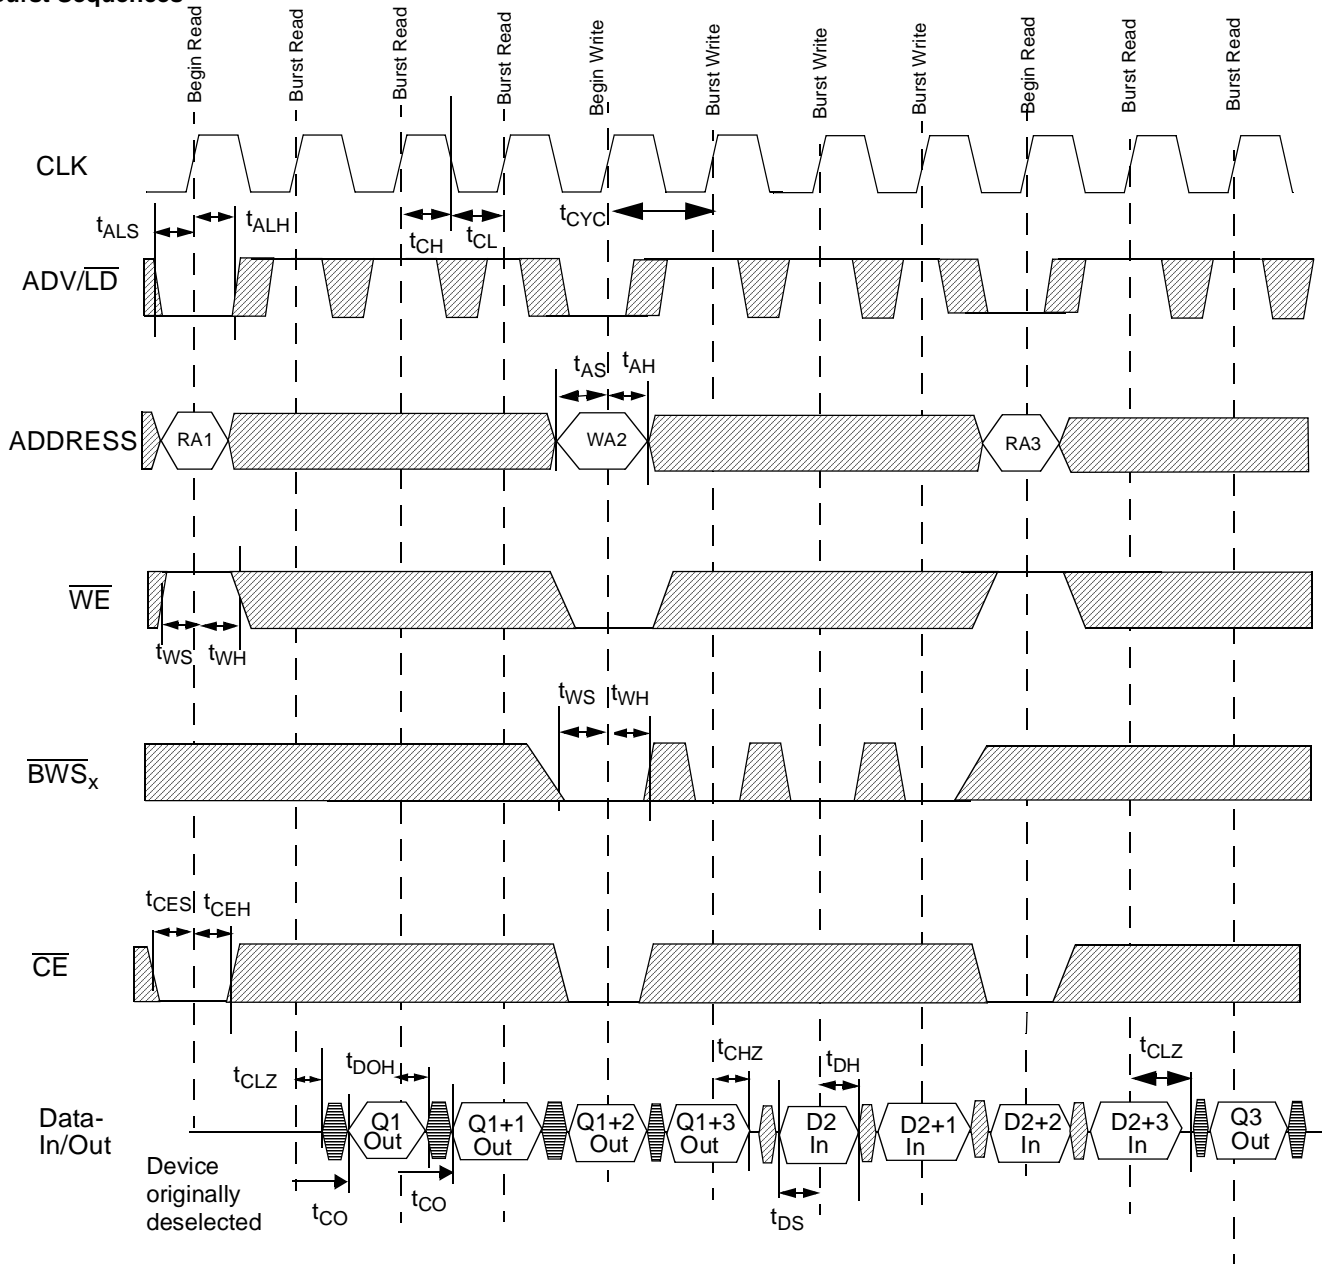 Burst Sequences
Begin Read
Burst Read
Burst Read
Burst Read
Begin Write
Burst Write
Burst Write
Burst Write
Begin Read
Burst Read
Burst Read
CLK
tALS
tALH
tCH
tCL
tCYC
ADV/LD
tAS
tAH
ADDRESS
RA1
WA2
RA3
WE
tWS
tWH
tWS
tWH
BWSx
tCES
tCEH
CE
tCLZ
tDOH
tCHZ
tDH
tCLZ
Data-
In/Out
Q1
Out
Q1+1
Out
Q1+2
Out
Q1+3
Out
D2
In
D2+1
In
D2+2
In
D2+3
In
Q3
Out
Device
originally
deselected
tCO
tCO
tDS